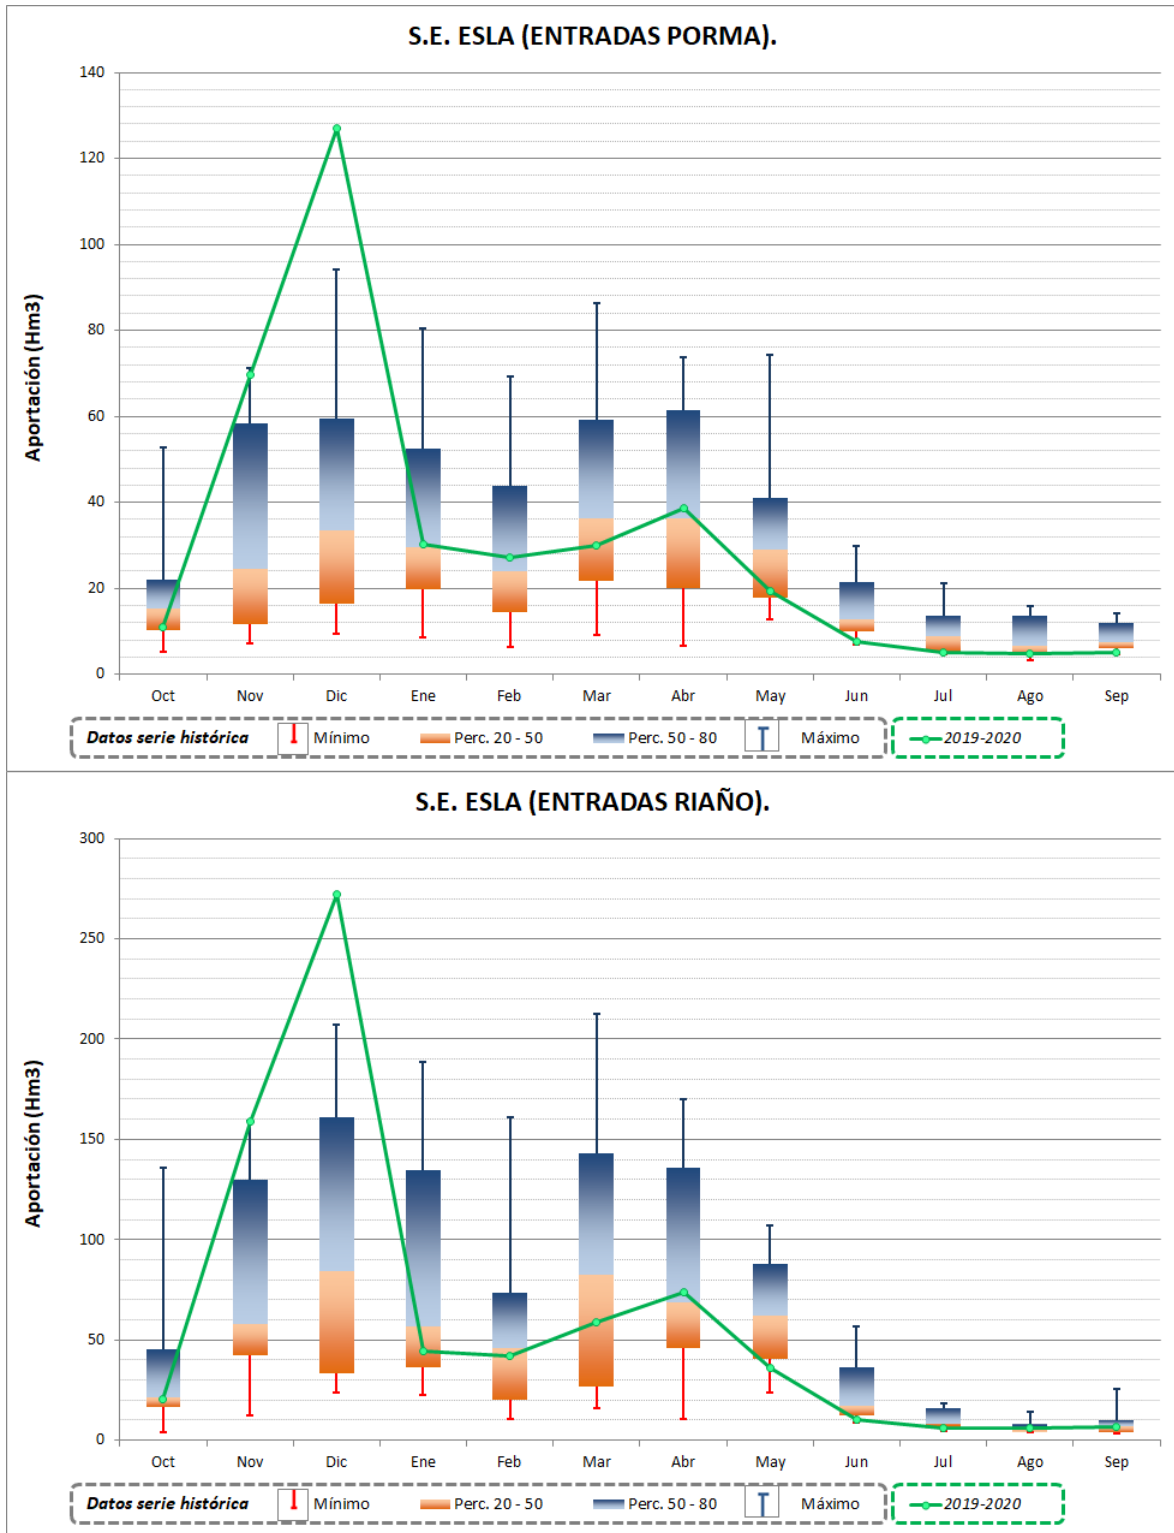 S.E. ESLA (ENTRADAS PORMA).
Aportación (Hm3)
140
120
100
80
60
40
20
0
Oct Nov Dic Ene Feb Mar Abr May Jun Jul Ago Sep
Datos serie histórica Mínimo Perc. 20 - 50 Perc. 50 - 80 Máximo 2019-2020
S.E. ESLA (ENTRADAS RIAÑO).
Aportación (Hm3)
300
250
200
150
100
50
0
Oct Nov Dic Ene Feb Mar Abr May Jun Jul Ago Sep
Datos serie histórica Mínimo Perc. 20 - 50 Perc. 50 - 80 Máximo 2019-2020